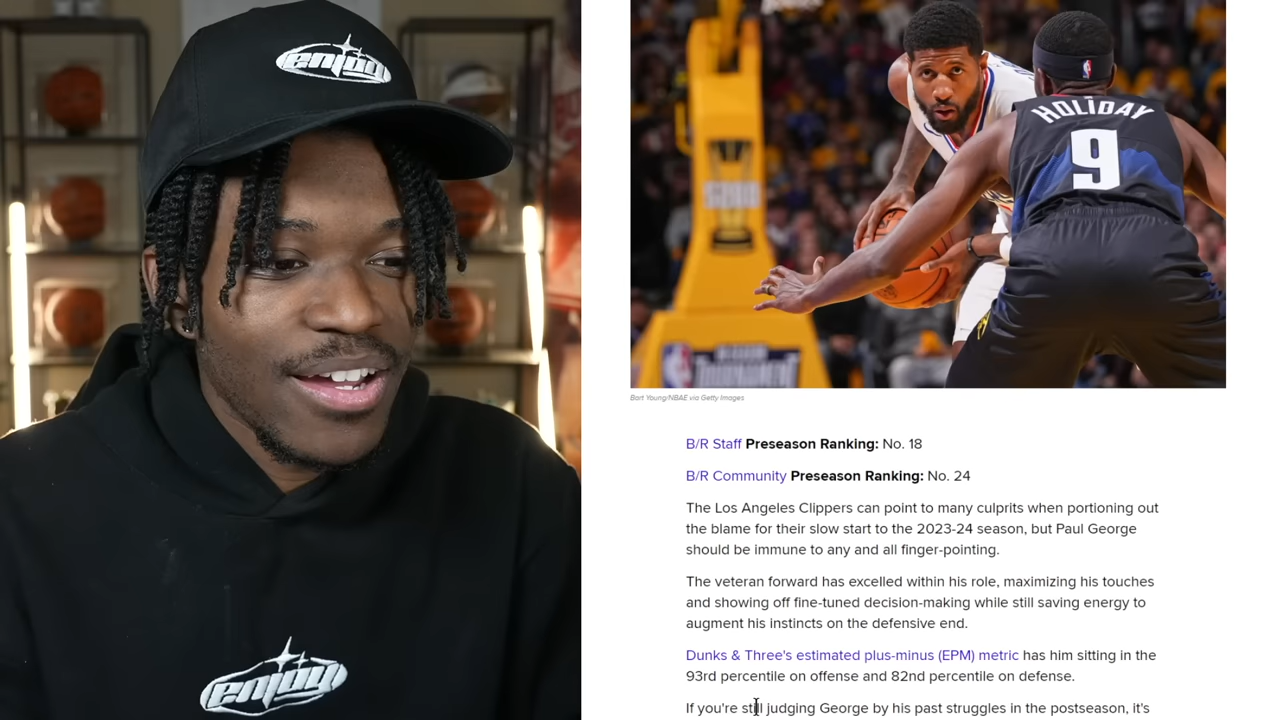 enjoy
enjoy
HOLIDAY
9
NBA
Bart Young/NBAE via Getty Images
B/R Staff Preseason Ranking: No. 18
B/R Community Preseason Ranking: No. 24
The Los Angeles Clippers can point to many culprits when portioning out
the blame for their slow start to the 2023-24 season, but Paul George
should be immune to any and all finger-pointing.
The veteran forward has excelled within his role, maximizing his touches
and showing off fine-tuned decision-making while still saving energy to
augment his instincts on the defensive end.
Dunks & Three's estimated plus-minus (EPM) metric has him sitting in the
93rd percentile on offense and 82nd percentile on defense.
If you're still judging George by his past struggles in the postseason, it's